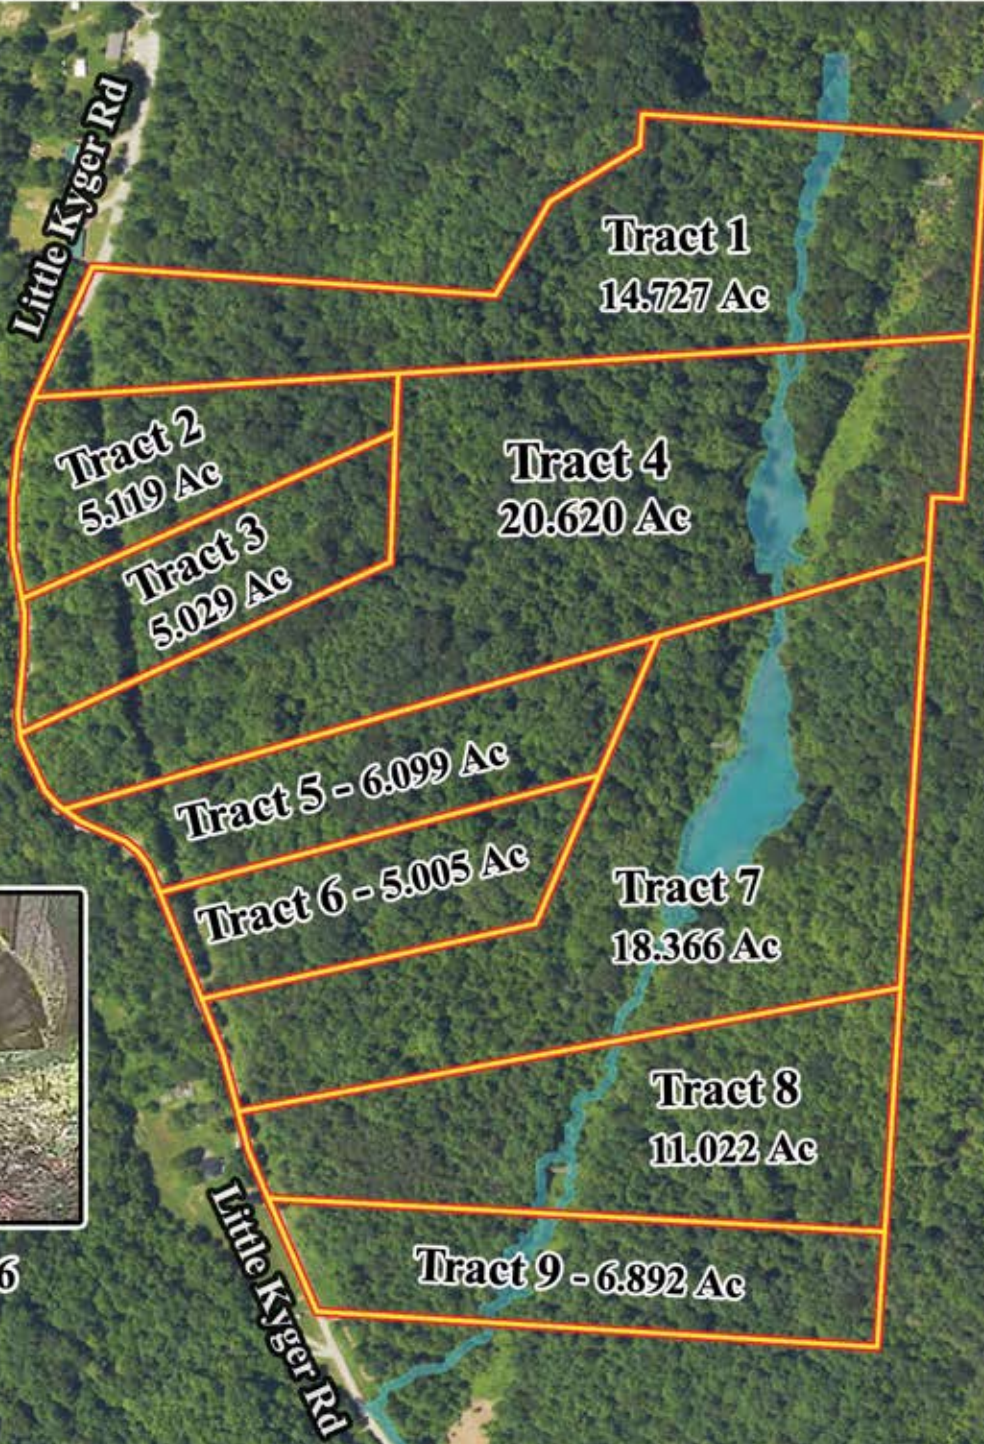 Little Kyger Rd
Tract 1
14.727 Ac
Tract 2
5.119 Ac
Tract 3
5.029 Ac
Tract 4
20.620 Ac
Tract 5 - 6.099 Ac
Tract 6 - 5.005 Ac
Tract 7
18.366 Ac
Tract 8
11.022 Ac
Tract 9 - 6.892 Ac
Little Kyger Rd
6